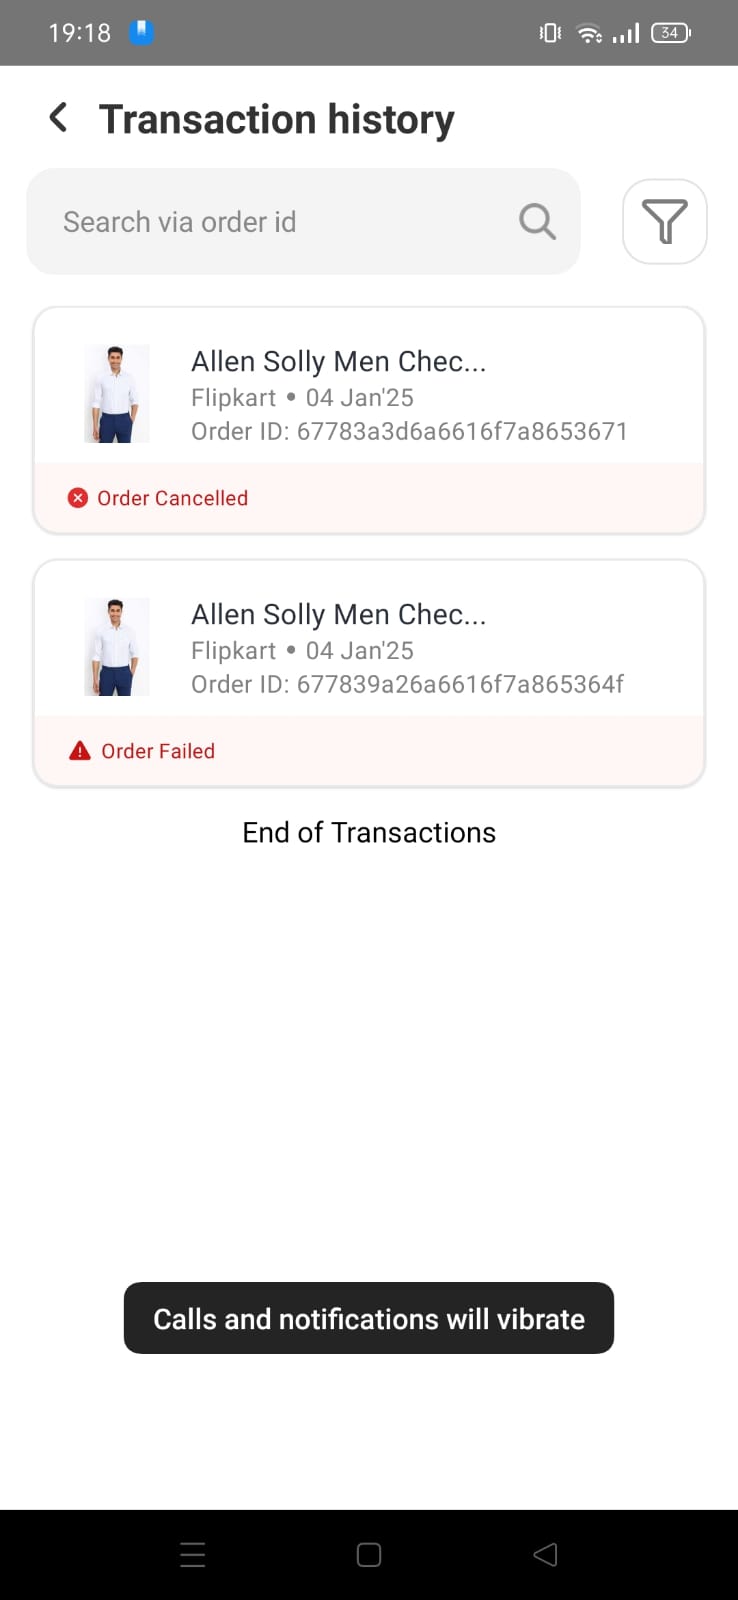 19:18
34
Transaction history
Search via order id
Allen Solly Men Chec...
Flipkart • 04 Jan'25
Order ID: 67783a3d6a6616f7a8653671
Order Cancelled
Allen Solly Men Chec...
Flipkart • 04 Jan'25
Order ID: 677839a26a6616f7a865364f
Order Failed
End of Transactions
Calls and notifications will vibrate